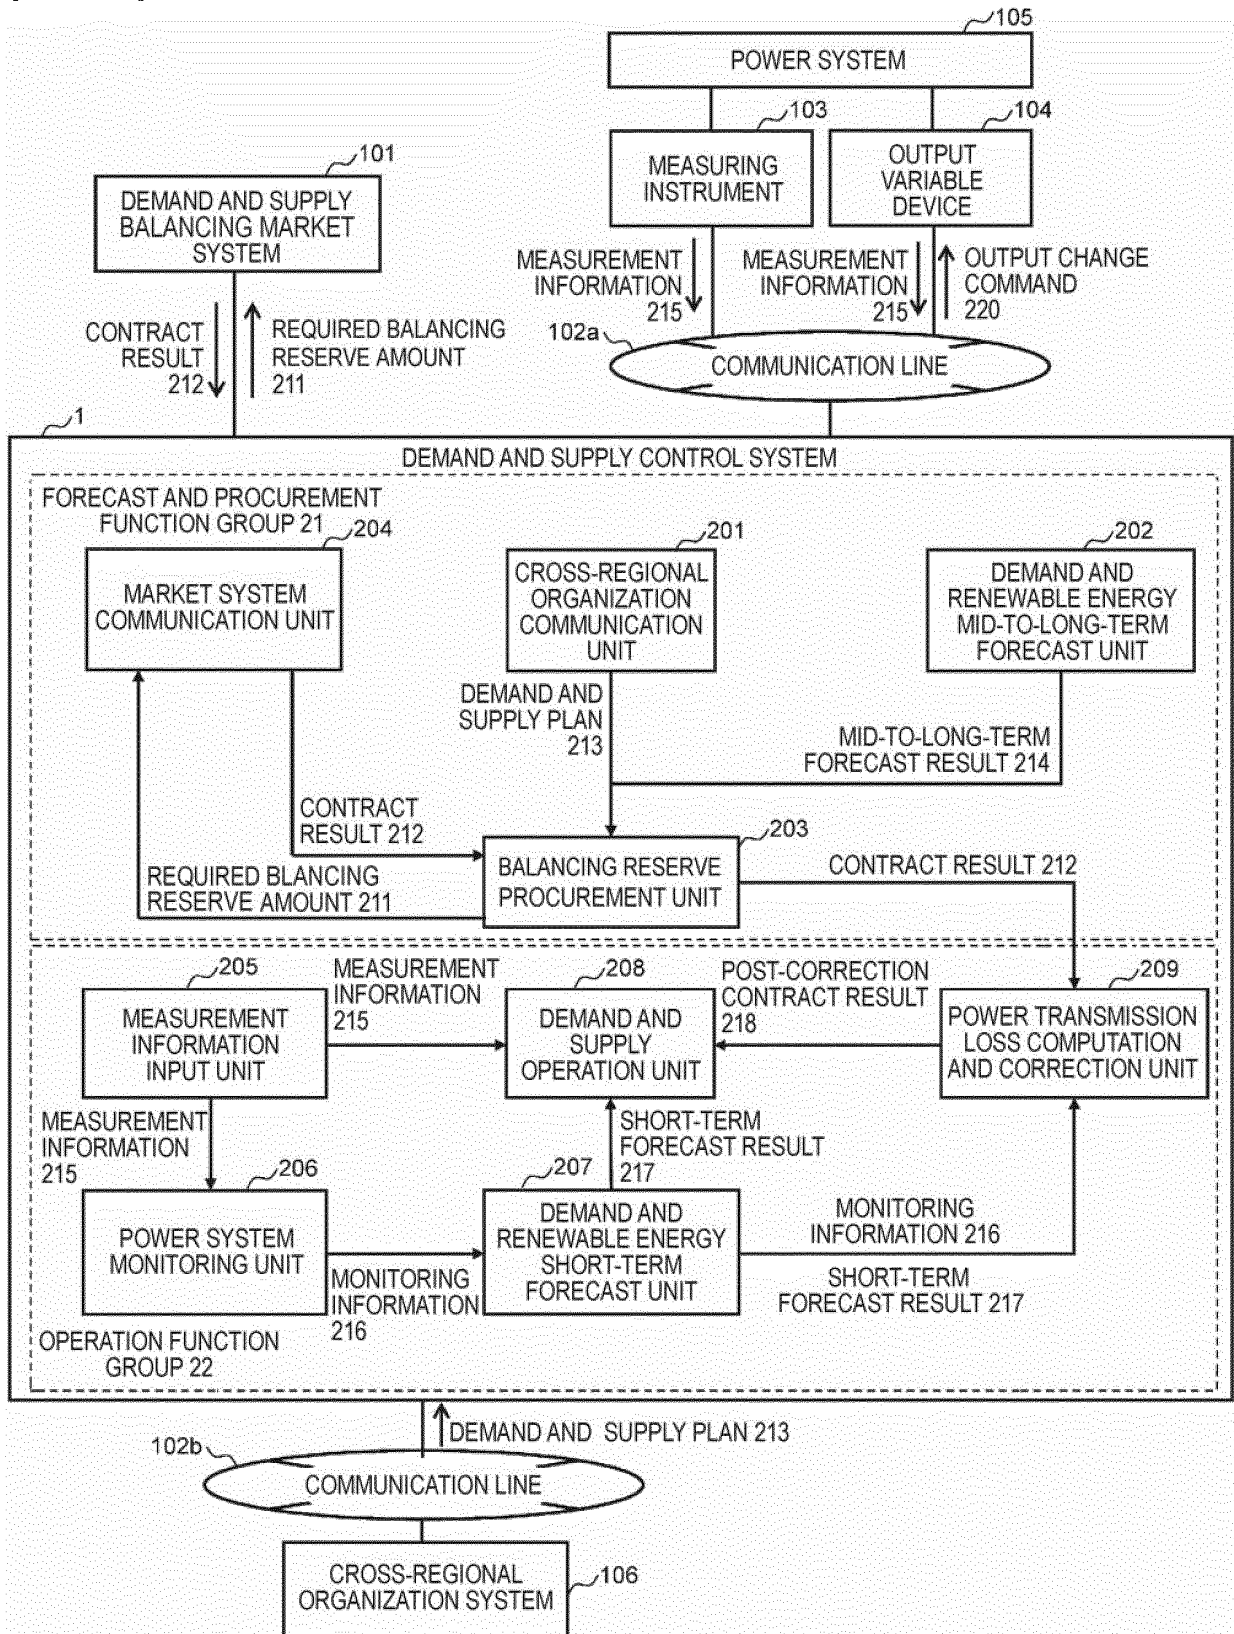 105
POWER SYSTEM
103
104
MEASURING
INSTRUMENT
OUTPUT
VARIABLE
DEVICE
101
DEMAND AND SUPPLY
BALANCING MARKET
SYSTEM
MEASUREMENT
INFORMATION
215
MEASUREMENT
INFORMATION
215
OUTPUT CHANGE
COMMAND
220
CONTRACT
RESULT
212
REQUIRED BALANCING
RESERVE AMOUNT
211
102a
COMMUNICATION LINE
1
DEMAND AND SUPPLY CONTROL SYSTEM
FORECAST AND PROCUREMENT
FUNCTION GROUP 21
204
MARKET SYSTEM
COMMUNICATION UNIT
201
CROSS-REGIONAL
ORGANIZATION
COMMUNICATION
UNIT
202
DEMAND AND
RENEWABLE ENERGY
MID-TO-LONG-TERM
FORECAST UNIT
DEMAND AND
SUPPLY PLAN
213
MID-TO-LONG-TERM
FORECAST RESULT 214
CONTRACT
RESULT 212
203
BALANCING RESERVE
PROCUREMENT UNIT
CONTRACT RESULT 212
REQUIRED BLANCING
RESERVE AMOUNT 211
205
MEASUREMENT
INFORMATION
INPUT UNIT
MEASUREMENT
INFORMATION
215
208
DEMAND AND
SUPPLY
OPERATION UNIT
POST-CORRECTION
CONTRACT RESULT
218
209
POWER TRANSMISSION
LOSS COMPUTATION
AND CORRECTION UNIT
MEASUREMENT
INFORMATION
215
SHORT-TERM
FORECAST RESULT
217
206
POWER SYSTEM
MONITORING UNIT
207
DEMAND AND
RENEWABLE ENERGY
SHORT-TERM
FORECAST UNIT
MONITORING
INFORMATION 216
SHORT-TERM
FORECAST RESULT 217
MONITORING
INFORMATION
216
OPERATION FUNCTION
GROUP 22
DEMAND AND SUPPLY PLAN 213
102b
COMMUNICATION LINE
CROSS-REGIONAL
ORGANIZATION SYSTEM
106